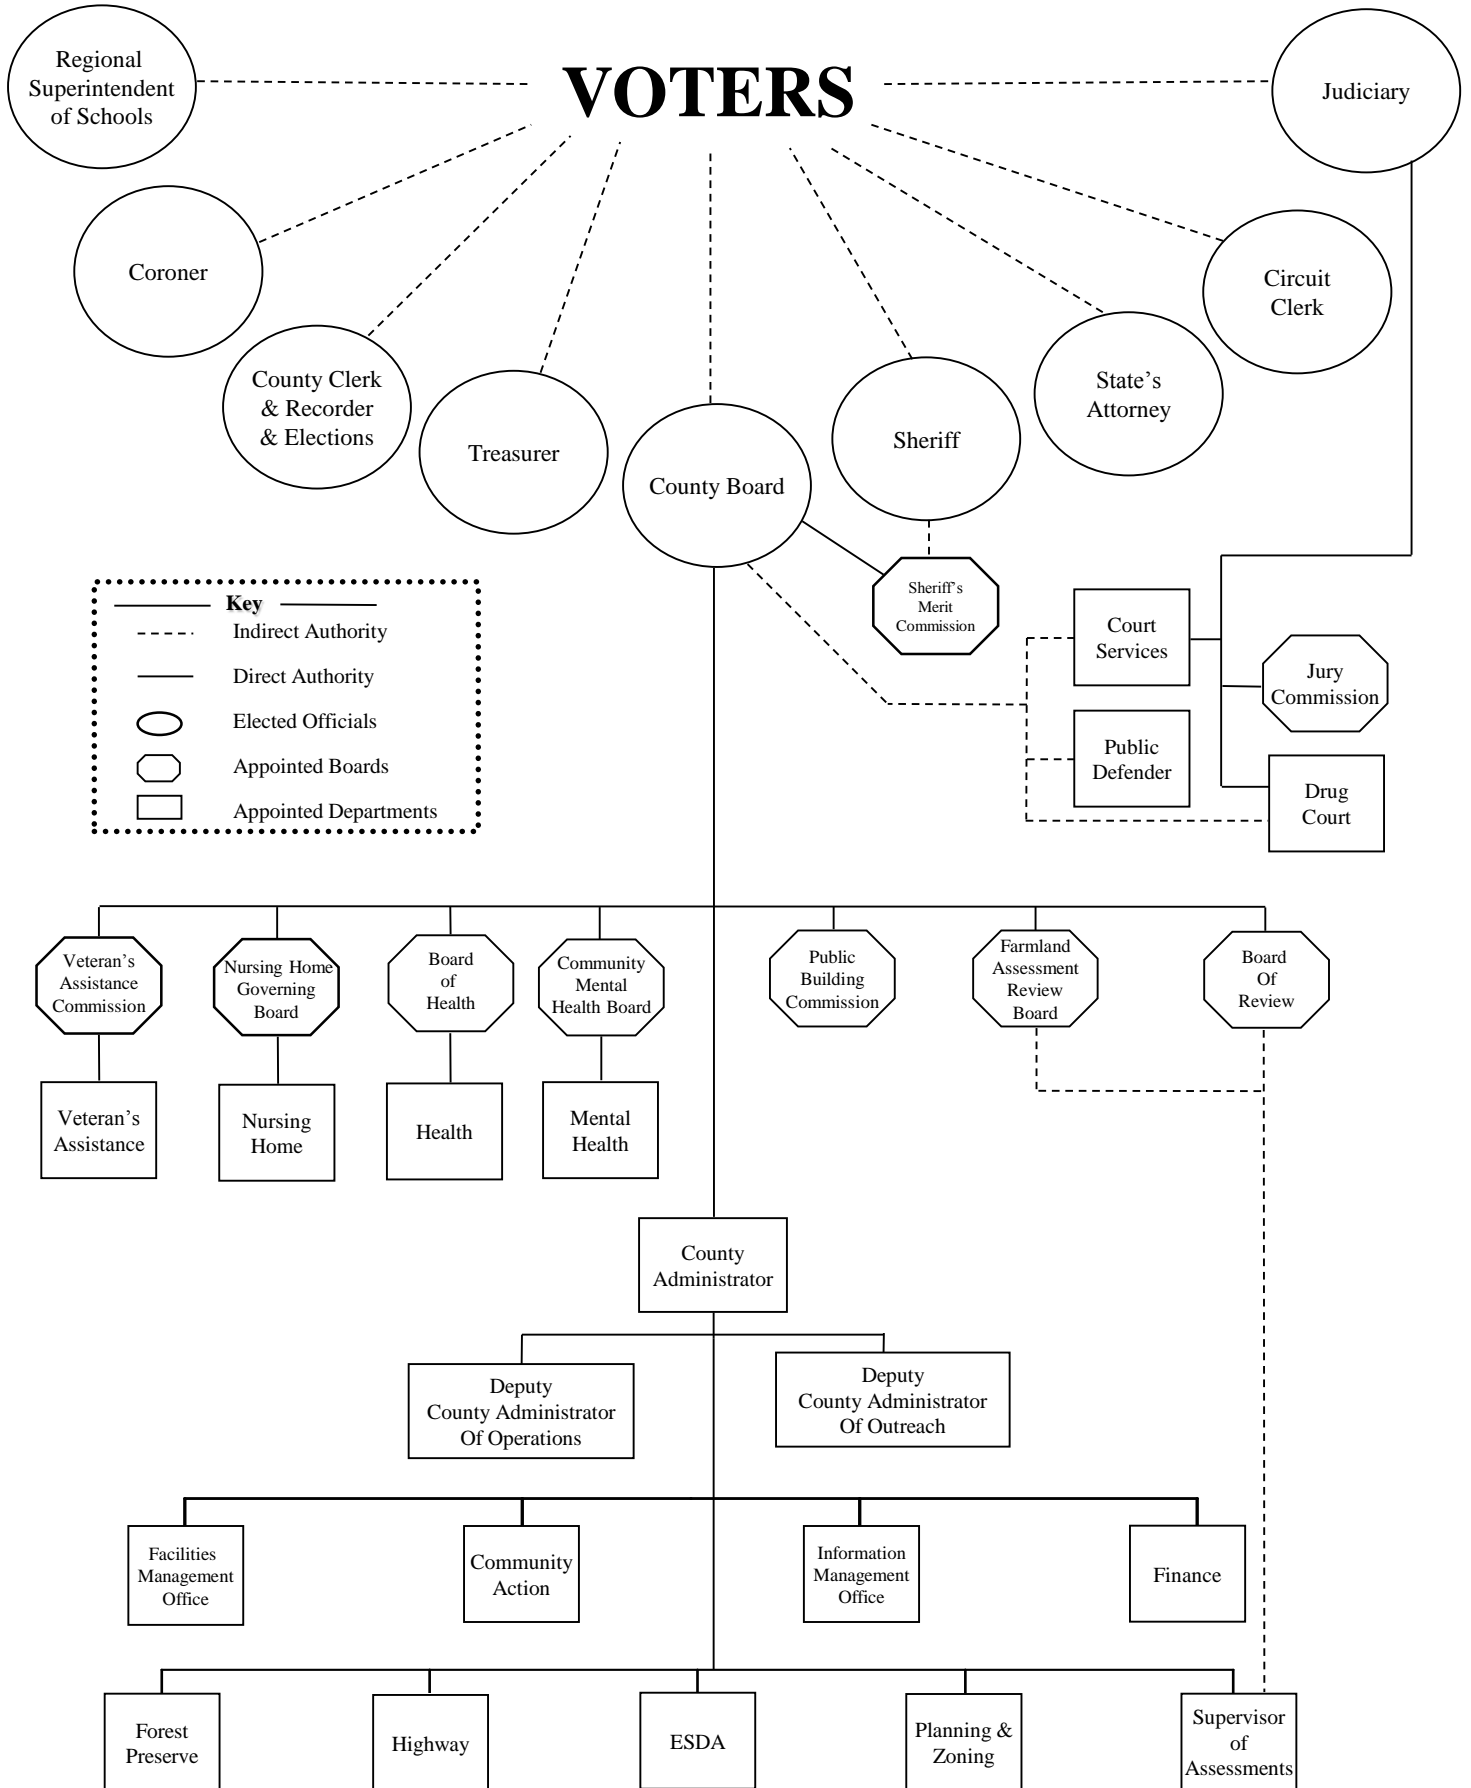 VOTERS
Regional
Superintendent
of Schools
Judiciary
Coroner
Circuit
Clerk
County Clerk
& Recorder
& Elections
State’s
Attorney
Treasurer
Sheriff
County Board
Sheriff’s
Merit
Commission
Key
Indirect Authority
Direct Authority
Elected Officials
Appointed Boards
Appointed Departments
Court
Services
Jury
Commission
Public
Defender
Drug
Court
Veteran’s
Assistance
Commission
Nursing Home
Governing
Board
Board
of
Health
Community
Mental
Health Board
Public
Building
Commission
Farmland
Assessment
Review
Board
Board
Of
Review
Veteran’s
Assistance
Nursing
Home
Health
Mental
Health
County
Administrator
Deputy
County Administrator
Of Operations
Deputy
County Administrator
Of Outreach
Facilities
Management
Office
Community
Action
Information
Management
Office
Finance
Forest
Preserve
Highway
ESDA
Planning &
Zoning
Supervisor
of
Assessments